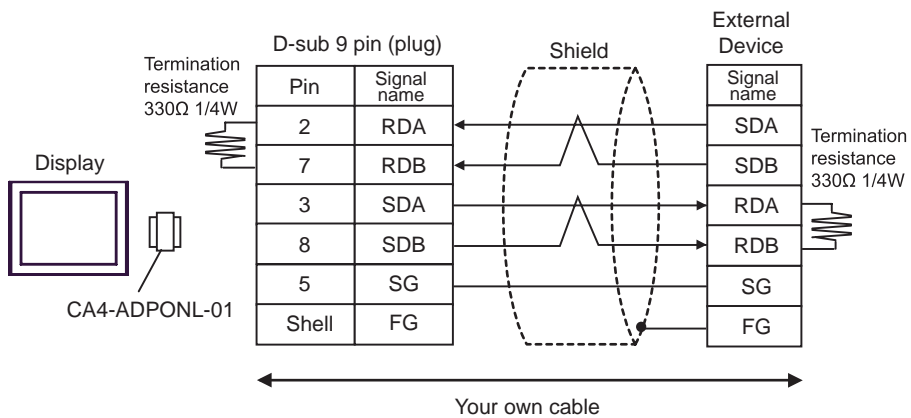 External
Device
D-sub 9 pin (plug)
Shield
Termination
resistance
330Ω 1/4W
Pin
Signal
name
Signal
name
2
RDA
SDA
7
RDB
SDB
Termination
resistance
330Ω 1/4W
Display
3
SDA
RDA
8
SDB
RDB
5
SG
SG
CA4-ADPONL-01
Shell
FG
FG
Your own cable